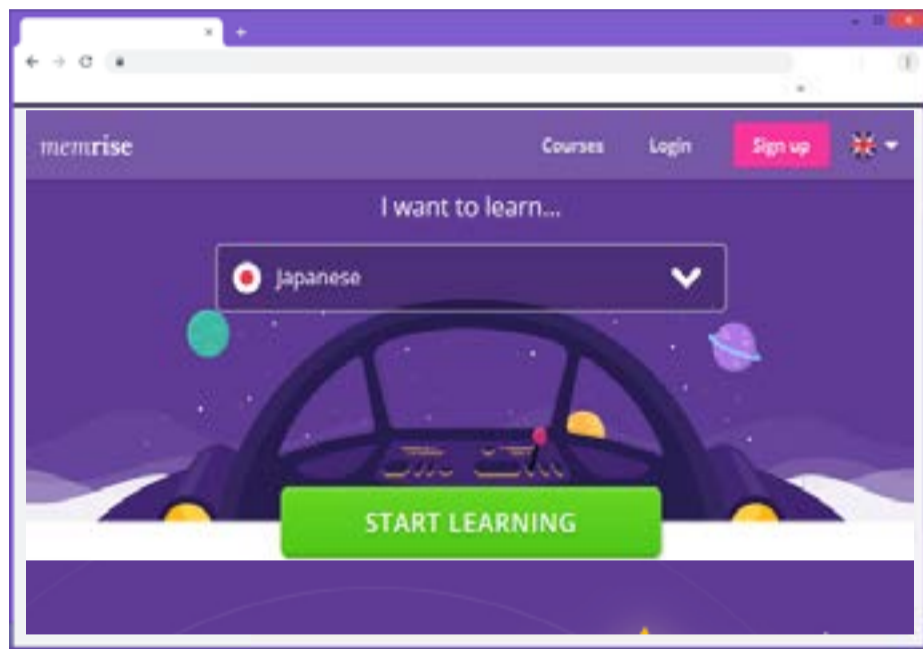 memrise
Courses
Login
Sign up
I want to learn...
Japanese
START LEARNING